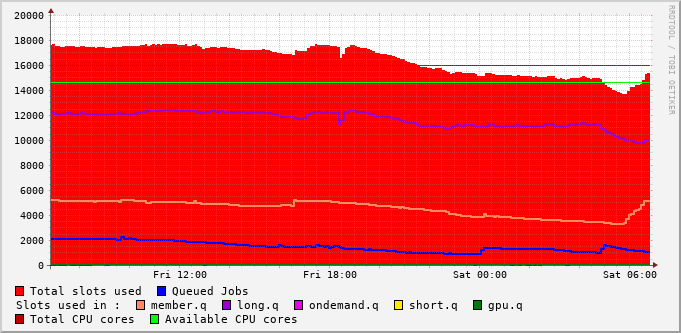 20000
18000
16000
14000
12000
10000
8000
6000
4000
2000
0
Fri 12:00 Fri 18:00 Sat 00:00 Sat 06:00
Total slots used Queued Jobs
Slots used in : member.q long.q ondemand.q short.q gpu.q
Total CPU cores Available CPU cores
RRDTOOL / TOBI OETIKER